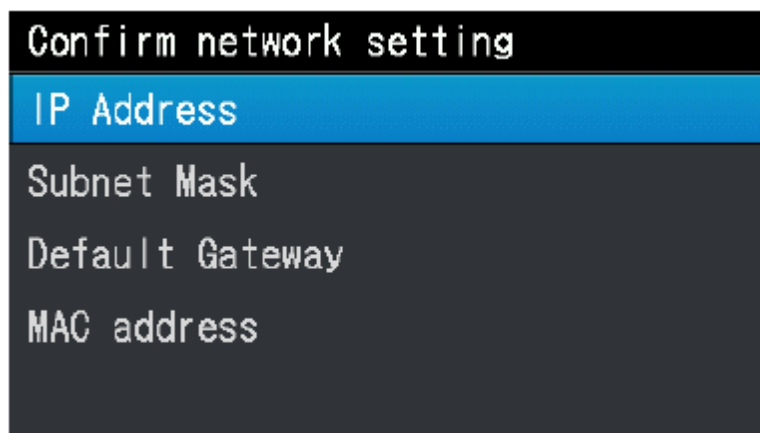 Confirm network setting
IP Address
Subnet Mask
Default Gateway
MAC address